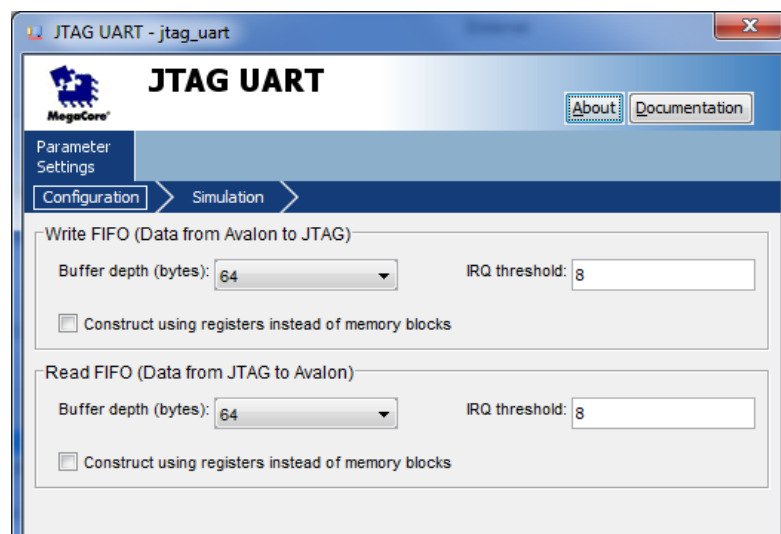 JTAG UART - jtag_uart
JTAG UART
MegaCore®
About Documentation
Parameter
Settings
Configuration Simulation
Write FIFO (Data from Avalon to JTAG)
Buffer depth (bytes): 64 IRQ threshold: 8
Construct using registers instead of memory blocks
Read FIFO (Data from JTAG to Avalon)
Buffer depth (bytes): 64 IRQ threshold: 8
Construct using registers instead of memory blocks